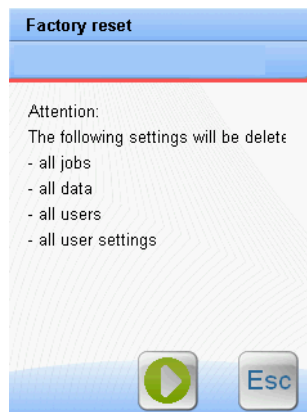 Factory reset
Attention:
The following settings will be delete
- all jobs
- all data
- all users
- all user settings
Esc